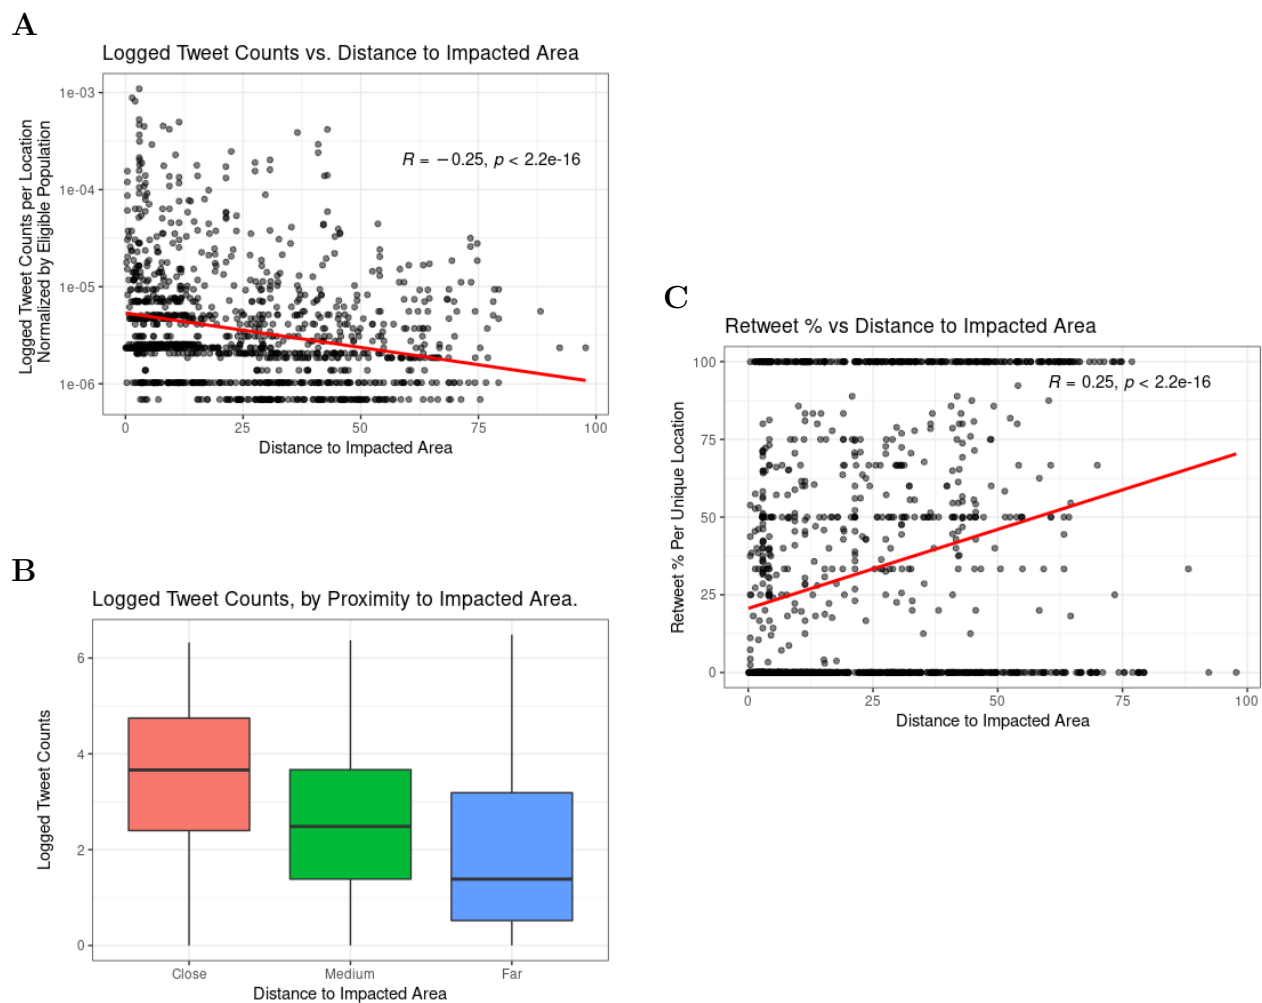 A
Logged Tweet Counts vs. Distance to Impacted Area
Logged Tweet Counts per Location
Normalized by Eligible Population
1e-03
1e-04
1e-05
1e-06
R = −0.25, p < 2.2e-16
0 25 50 75 100
Distance to Impacted Area
B
Logged Tweet Counts, by Proximity to Impacted Area.
Logged Tweet Counts
6
4
2
0
Close Medium Far
Distance to Impacted Area
C
Retweet % vs Distance to Impacted Area
Retweet % Per Unique Location
100
75
50
25
0
R = 0.25, p < 2.2e-16
0 25 50 75 100
Distance to Impacted Area